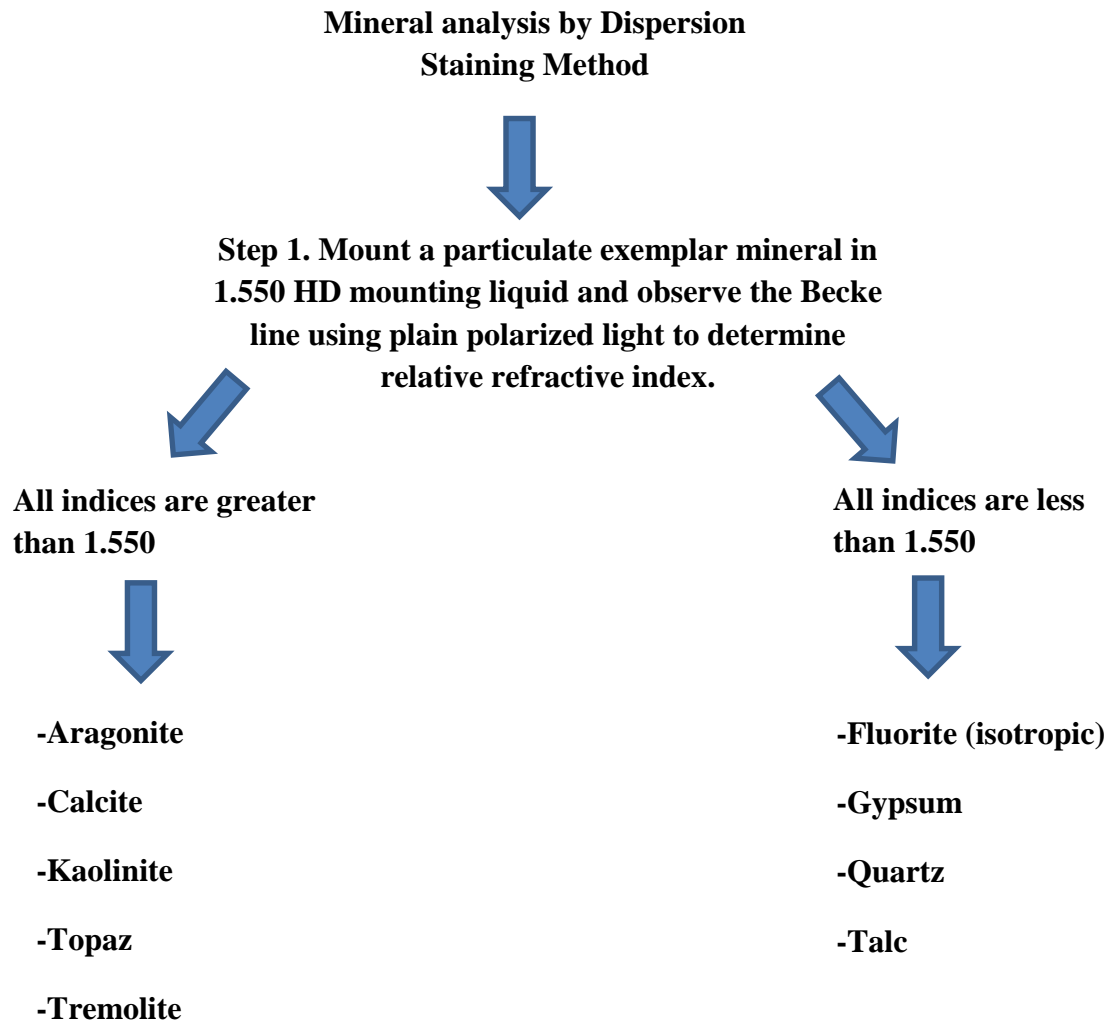 Mineral analysis by Dispersion
Staining Method
Step 1. Mount a particulate exemplar mineral in
1.550 HD mounting liquid and observe the Becke
line using plain polarized light to determine
relative refractive index.
All indices are greater
than 1.550
-Aragonite
-Calcite
-Kaolinite
-Topaz
-Tremolite
All indices are less
than 1.550
-Fluorite (isotropic)
-Gypsum
-Quartz
-Talc